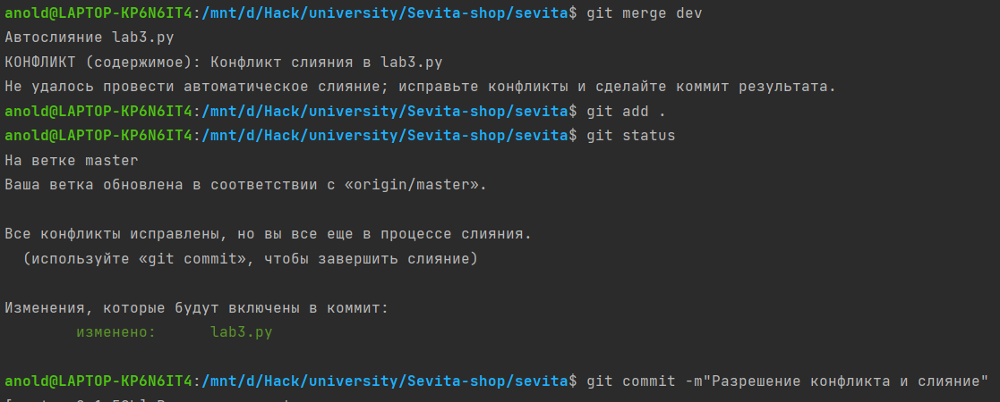 anold@LAPTOP-KP6N6IT4:/mnt/d/Hack/university/Sevita-shop/sevita$ git merge dev
Автослияние lab3.py
КОНФЛИКТ (содержимое): Конфликт слияния в lab3.py
Не удалось провести автоматическое слияние; исправьте конфликты и сделайте коммит результата.
anold@LAPTOP-KP6N6IT4:/mnt/d/Hack/university/Sevita-shop/sevita$ git add .
anold@LAPTOP-KP6N6IT4:/mnt/d/Hack/university/Sevita-shop/sevita$ git status
На ветке master
Ваша ветка обновлена в соответствии с «origin/master».
Все конфликты исправлены, но вы все еще в процессе слияния.
(используйте «git commit», чтобы завершить слияние)
Изменения, которые будут включены в коммит:
изменено: lab3.py
anold@LAPTOP-KP6N6IT4:/mnt/d/Hack/university/Sevita-shop/sevita$ git commit -m"Разрешение конфликта и слияние"